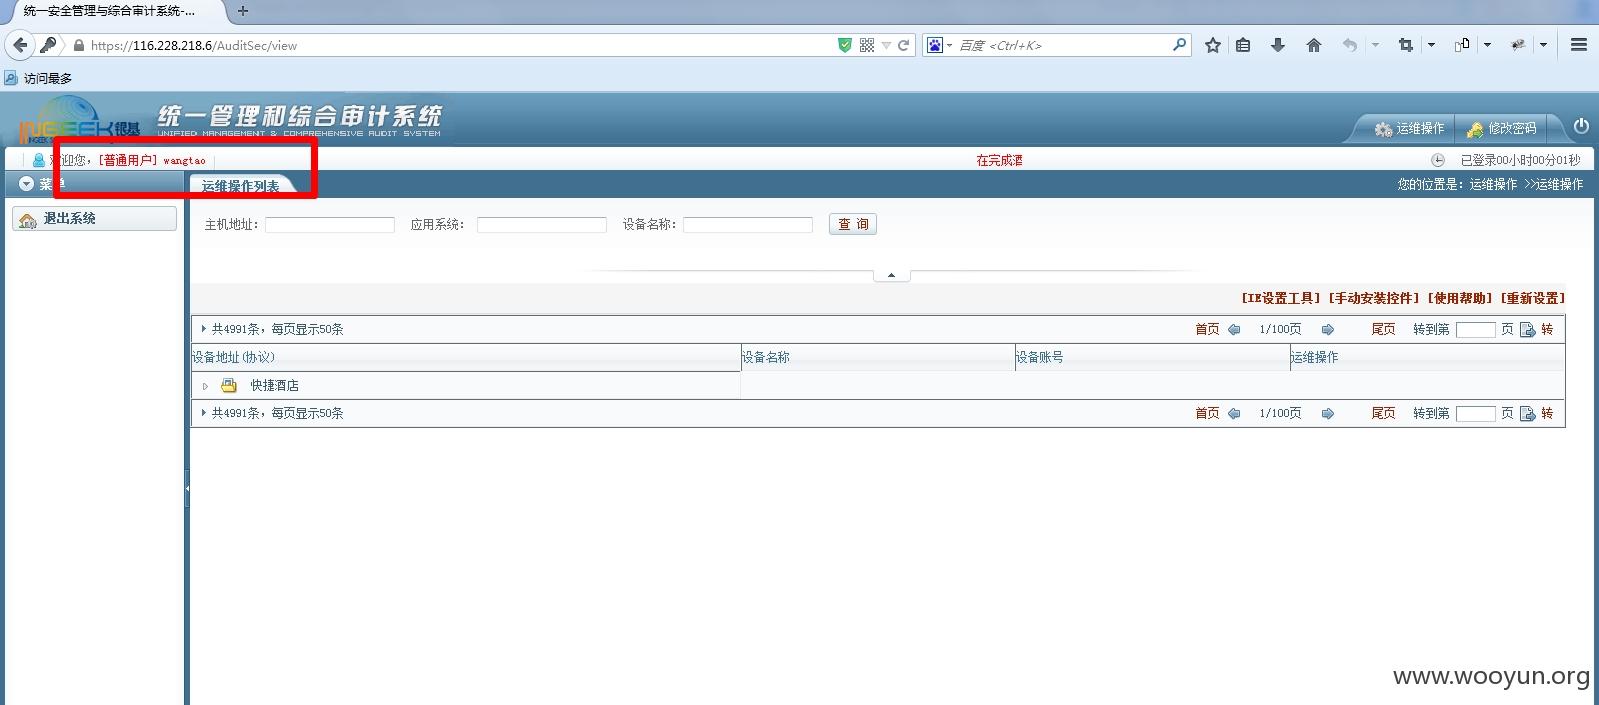 统一安全管理与综合审计系统-...
https://116.228.218.6/AuditSec/view
百度 <Ctrl+K>
访问最多
INGEEK银基 统一管理和综合审计系统
UNIFIED MANAGEMENT & COMPREHENSIVE AUDIT SYSTEM
运维操作 修改密码
欢迎您，[普通用户] wangtao 在完成酒 已登录00小时00分01秒
菜单 运维操作列表 您的位置是：运维操作 >>运维操作
退出系统
主机地址： 应用系统： 设备名称： 查 询
[IE设置工具] [手动安装控件] [使用帮助] [重新设置]
共4991条，每页显示50条 首页 1/100页 尾页 转到第 页 转
设备地址(协议) 设备名称 设备账号 运维操作
快捷酒店
共4991条，每页显示50条 首页 1/100页 尾页 转到第 页 转
www.wooyun.org